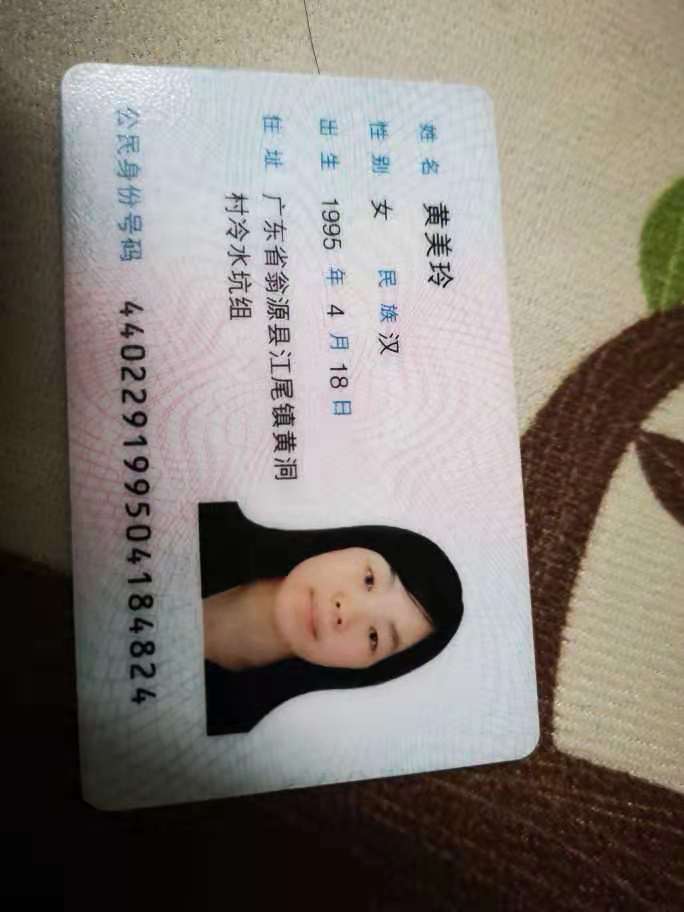 姓名 黄美玲
性别 女 民族 汉
出生 1995 年 4 月 18 日
住址 广东省翁源县江尾镇黄洞
村冷水坑组
公民身份号码 440229199504184824